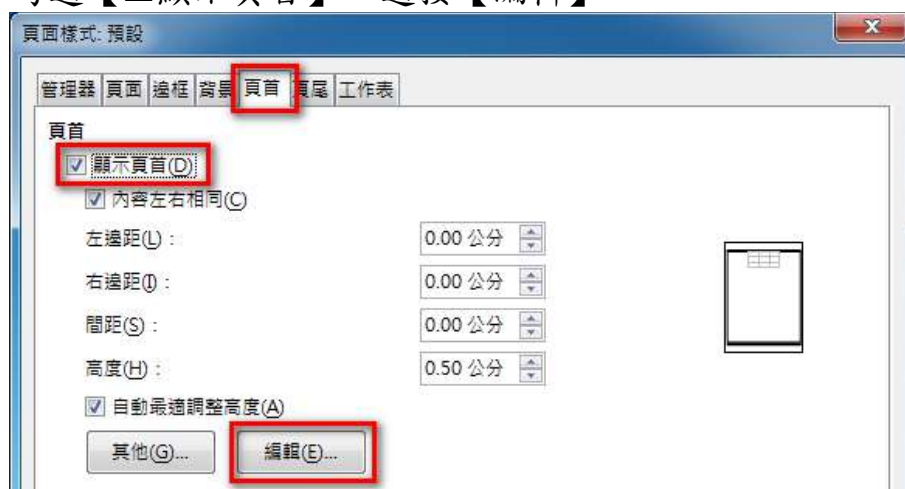 頁面樣式: 預設
管理器 頁面 邊框 背景 頁首 頁尾 工作表
頁首
顯示頁首(D)
內容左右相同(C)
左邊距(L)： 0.00 公分
右邊距(I)： 0.00 公分
間距(S)： 0.00 公分
高度(H)： 0.50 公分
自動最適調整高度(A)
其他(G)... 編輯(E)...